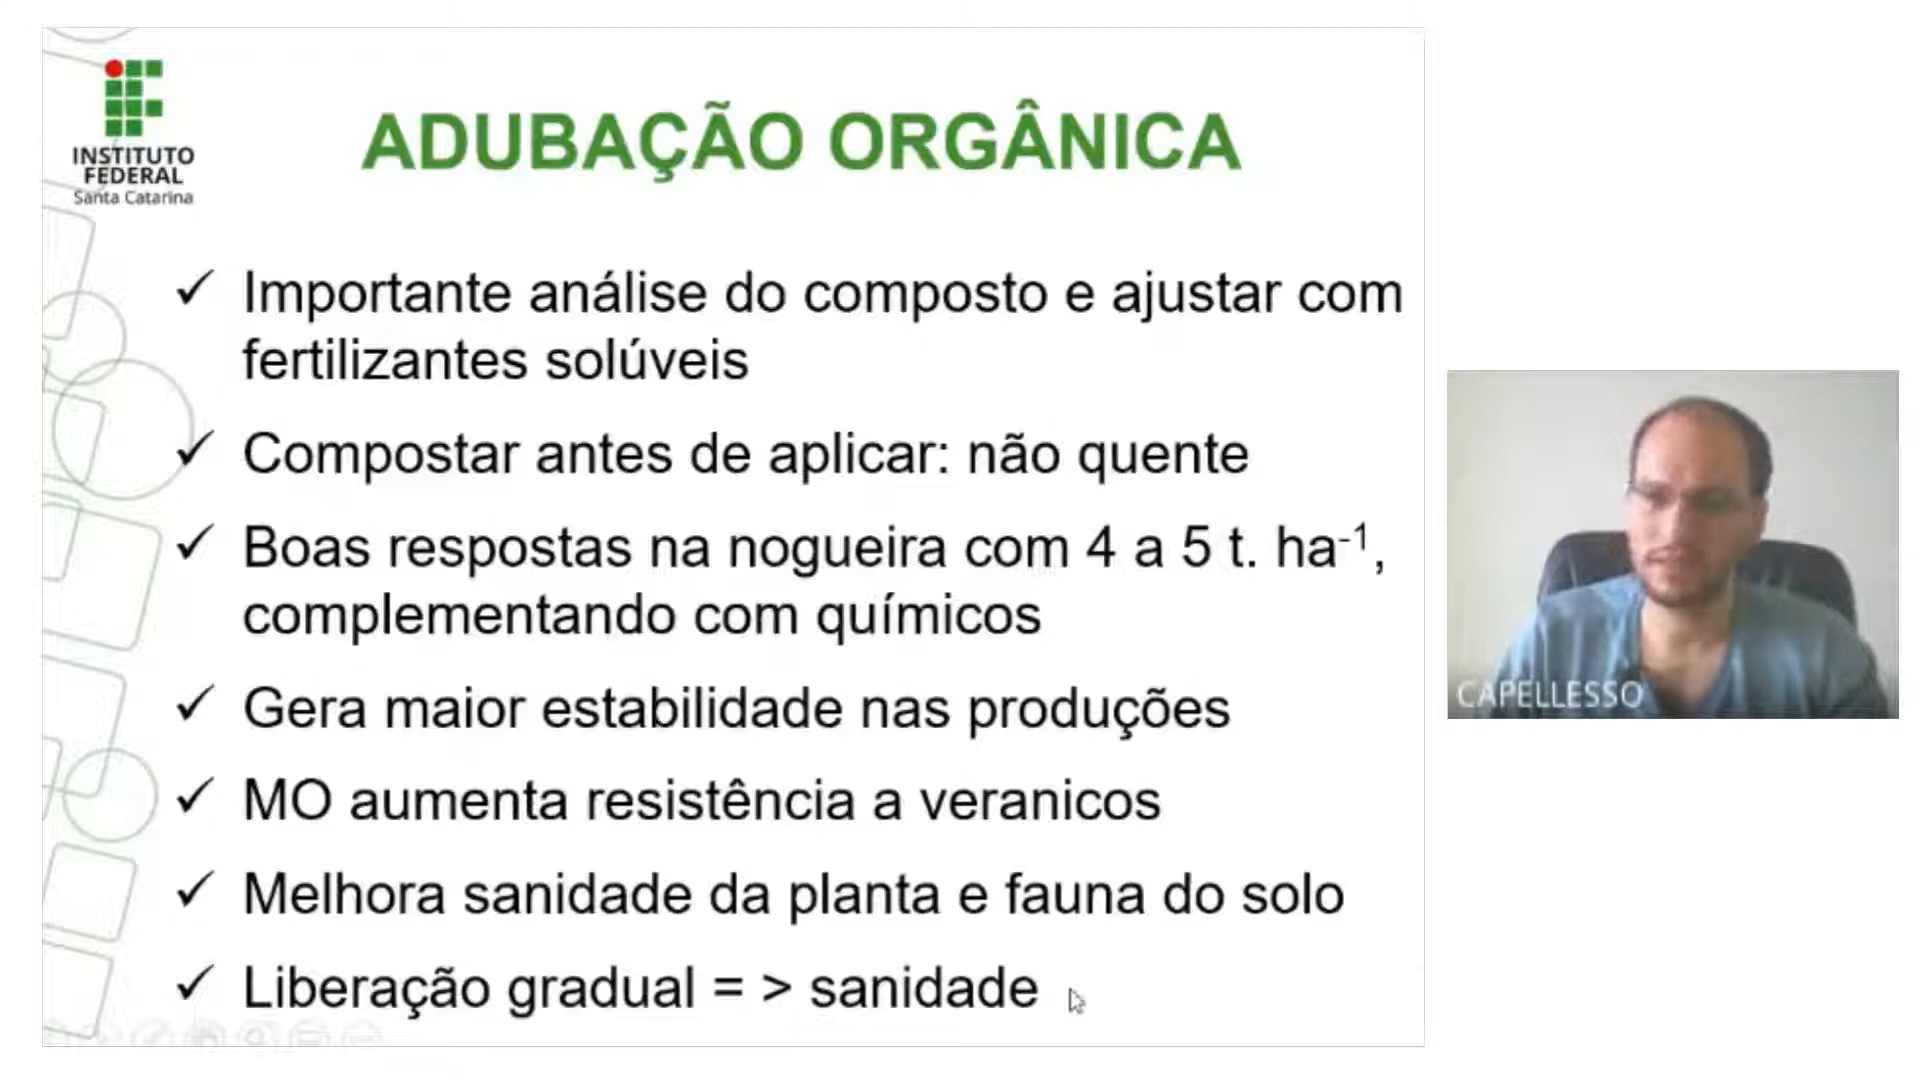 INSTITUTO
FEDERAL
Santa Catarina
ADUBAÇÃO ORGÂNICA
✓ Importante análise do composto e ajustar com
fertilizantes solúveis
✓ Compostar antes de aplicar: não quente
✓ Boas respostas na nogueira com 4 a 5 t. ha⁻¹,
complementando com químicos
✓ Gera maior estabilidade nas produções
✓ MO aumenta resistência a veranicos
✓ Melhora sanidade da planta e fauna do solo
✓ Liberação gradual = > sanidade
CAPELLESSO